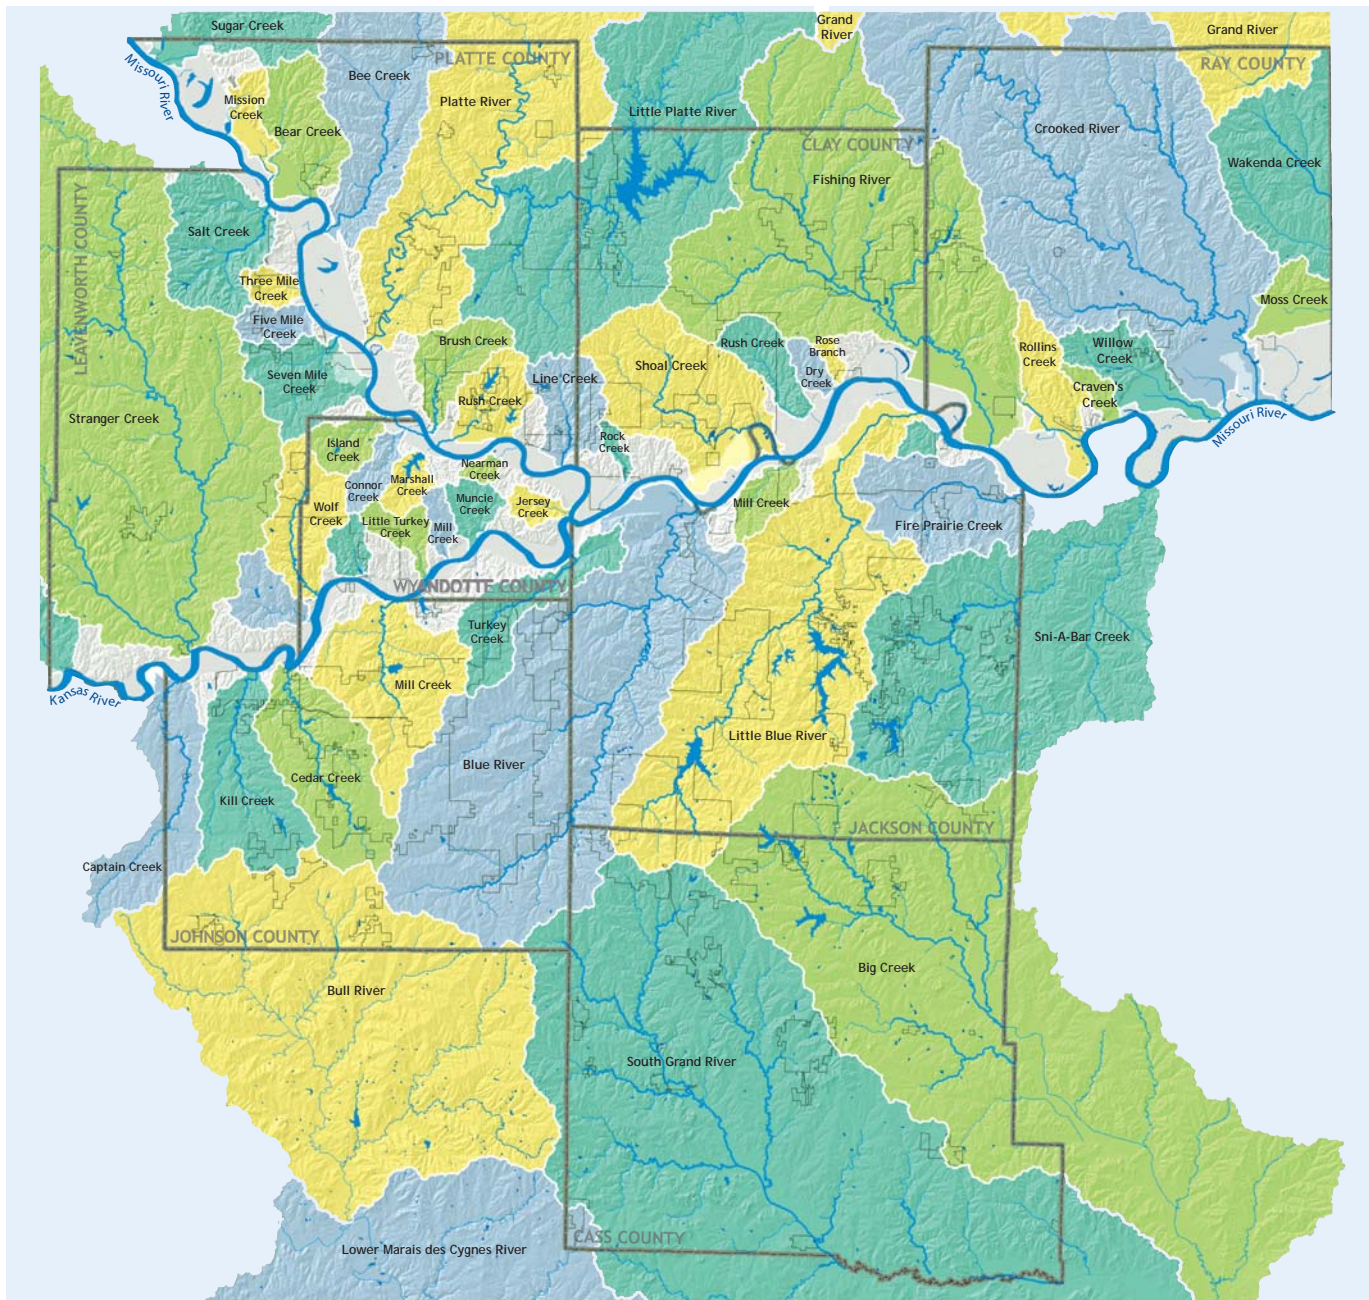 Sugar Creek
Grand
River
Grand River
PLATTE COUNTY
RAY COUNTY
Missouri River
Bee Creek
Mission
Creek
Platte River
Little Platte River
Bear Creek
Crooked River
CLAY COUNTY
Wakenda Creek
Fishing River
LEAVENWORTH COUNTY
Salt Creek
Three Mile
Creek
Moss Creek
Five Mile
Creek
Brush Creek
Rush Creek
Rose
Branch
Rollins
Creek
Willow
Creek
Seven Mile
Creek
Line Creek
Shoal Creek
Dry
Creek
Craven's
Creek
Rush Creek
Stranger Creek
Missouri River
Island
Creek
Rock
Creek
Nearman
Creek
Marshall
Creek
Connor
Creek
Muncie
Creek
Jersey
Creek
Mill Creek
Wolf
Creek
Little Turkey
Creek
Mill
Creek
Fire Prairie Creek
WYANDOTTE COUNTY
Turkey
Creek
Sni-A-Bar Creek
Mill Creek
Kansas River
Little Blue River
Blue River
Cedar Creek
Kill Creek
JACKSON COUNTY
Captain Creek
JOHNSON COUNTY
Big Creek
Bull River
South Grand River
CASS COUNTY
Lower Marais des Cygnes River